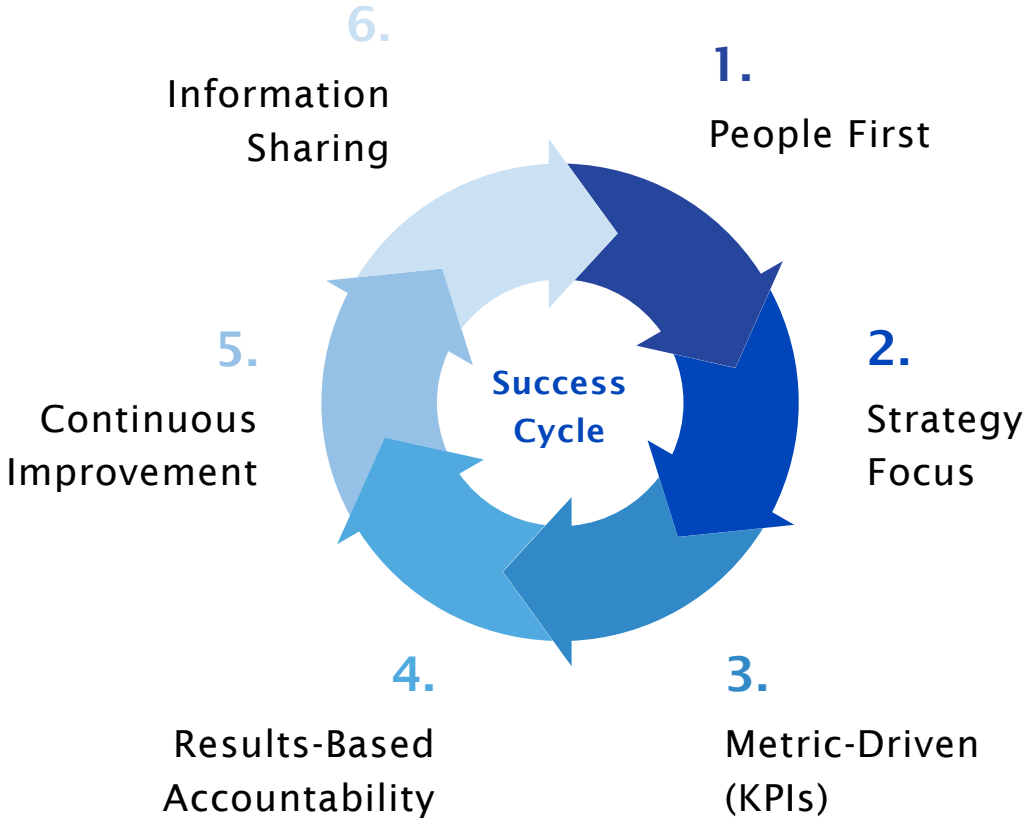 1.
People First
2.
Strategy
Focus
3.
Metric-Driven
(KPIs)
4.
Results-Based
Accountability
5.
Continuous
Improvement
6.
Information
Sharing
Success
Cycle